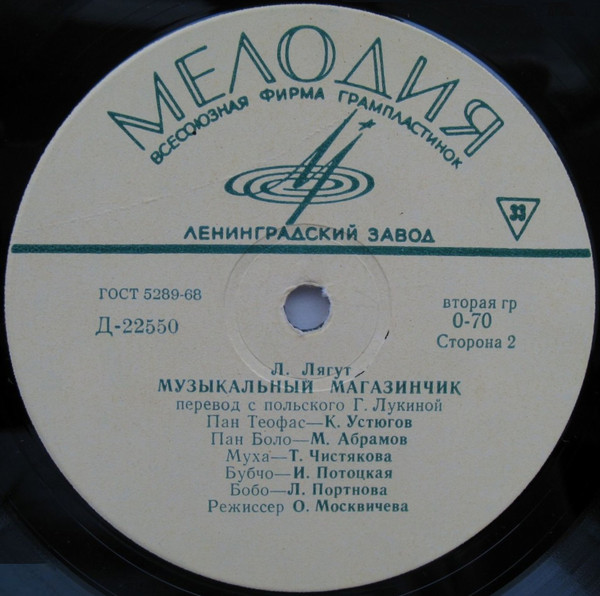 МЕЛОДИЯ
ВСЕСОЮЗНАЯ ФИРМА ГРАМПЛАСТИНОК
33
ЛЕНИНГРАДСКИЙ ЗАВОД
ГОСТ 5289-68
Д-22550
вторая гр
0-70
Сторона 2
Л. Лягут
МУЗЫКАЛЬНЫЙ МАГАЗИНЧИК
перевод с польского Г. Лукиной
Пан Теофас—К. Устюгов
Пан Боло—М. Абрамов
Муха—Т. Чистякова
Бубчо—И. Потоцкая
Бобо—Л. Портнова
Режиссер О. Москвичева